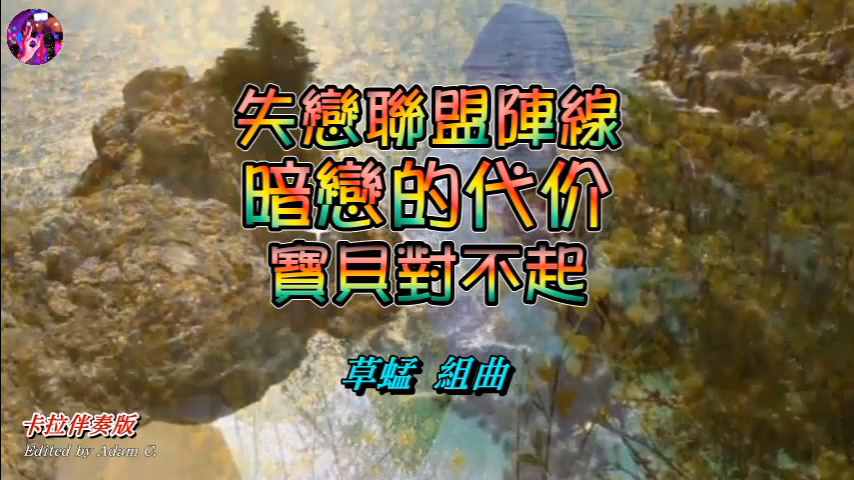 失戀聯盟陣線
暗戀的代价
寶貝對不起
草蜢 組曲
卡拉伴奏版
Edited by Adam C.